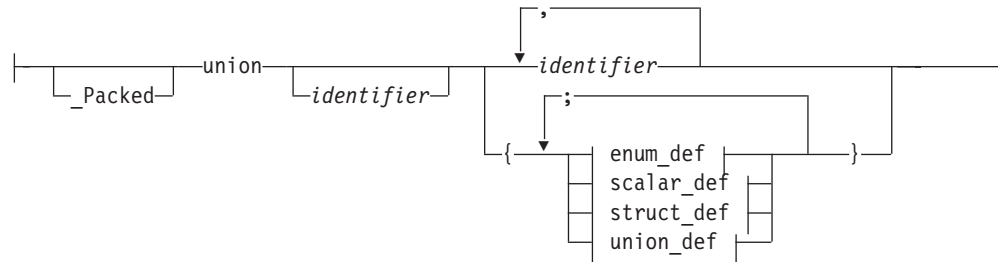 ,
union identifier
_Packed identifier
;
{ enum_def }
scalar_def
struct_def
union_def